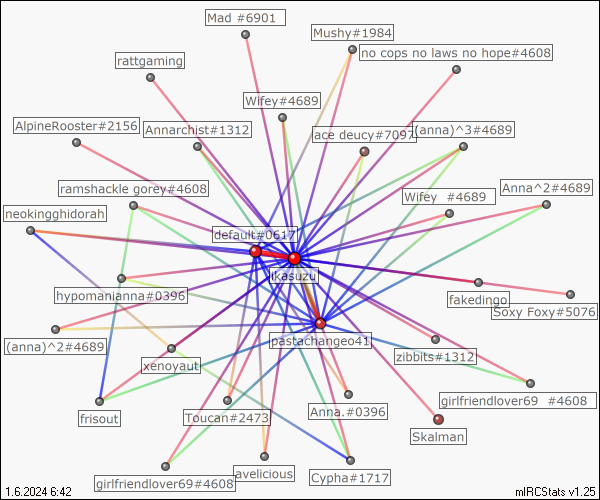 Mad #6901
Mushy#1984
no cops no laws no hope#4608
rattgaming
Wifey#4689
AlpineRooster#2156
Annarchist#1312
ace deucy#7097
(anna)^3#4689
ramshackle gorey#4608
Wifey  #4689
Anna^2#4689
neokingghidorah
default#0617
ikasuzu
hypomanianna#0396
fakedingo
Soxy Foxy#5076
(anna)^2#4689
pastachangeo41
xenoyaut
zibbits#1312
frisout
Toucan#2473
Anna.#0396
girlfriendlover69  #4608
Skalman
girlfriendlover69#4608
avelicious
Cypha#1717
1.6.2024 6:42
mIRCStats v1.25